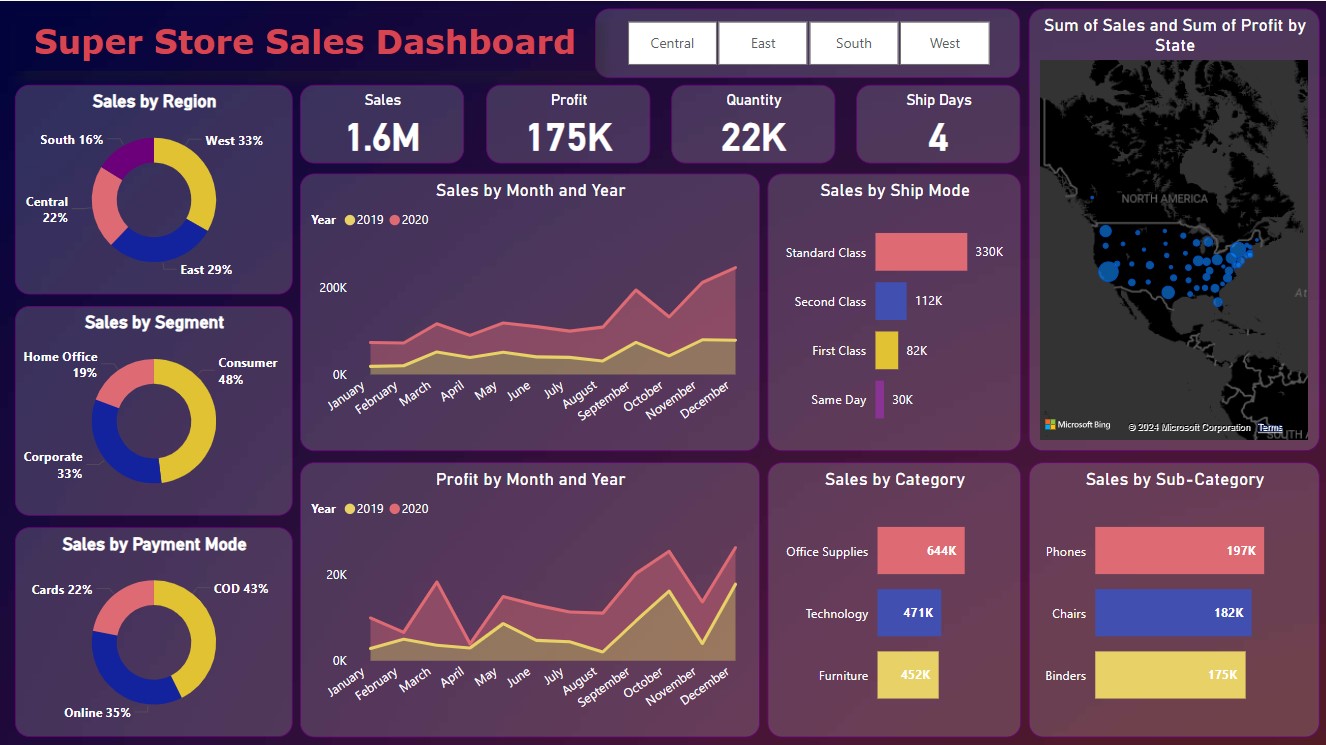 Super Store Sales Dashboard
Central
East
South
West
Sum of Sales and Sum of Profit by
State
Sales by Region
South 16%
West 33%
Central
22%
East 29%
Sales
1.6M
Profit
175K
Quantity
22K
Ship Days
4
Sales by Month and Year
Year 2019 2020
200K
0K
January
February
March
April
May
June
July
August
September
October
November
December
Sales by Ship Mode
Standard Class 330K
Second Class 112K
First Class 82K
Same Day 30K
NORTH AMERICA
At
Microsoft Bing
© 2024 Microsoft Corporation Terms
SOUTH A
Sales by Segment
Home Office
19%
Consumer
48%
Corporate
33%
Sales by Payment Mode
Cards 22%
COD 43%
Online 35%
Profit by Month and Year
Year 2019 2020
20K
0K
January
February
March
April
May
June
July
August
September
October
November
December
Sales by Category
Office Supplies 644K
Technology 471K
Furniture 452K
Sales by Sub-Category
Phones 197K
Chairs 182K
Binders 175K